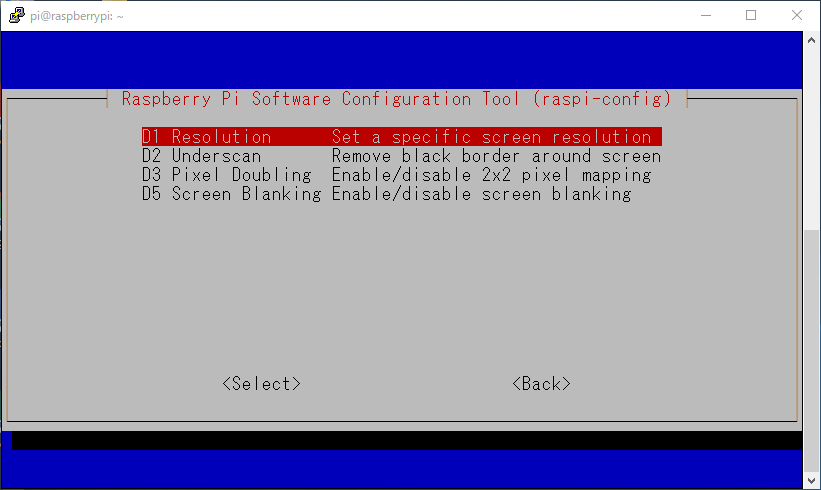 pi@raspberrypi: ~
Raspberry Pi Software Configuration Tool (raspi-config)
D1 Resolution Set a specific screen resolution
D2 Underscan Remove black border around screen
D3 Pixel Doubling Enable/disable 2x2 pixel mapping
D5 Screen Blanking Enable/disable screen blanking
<Select> <Back>